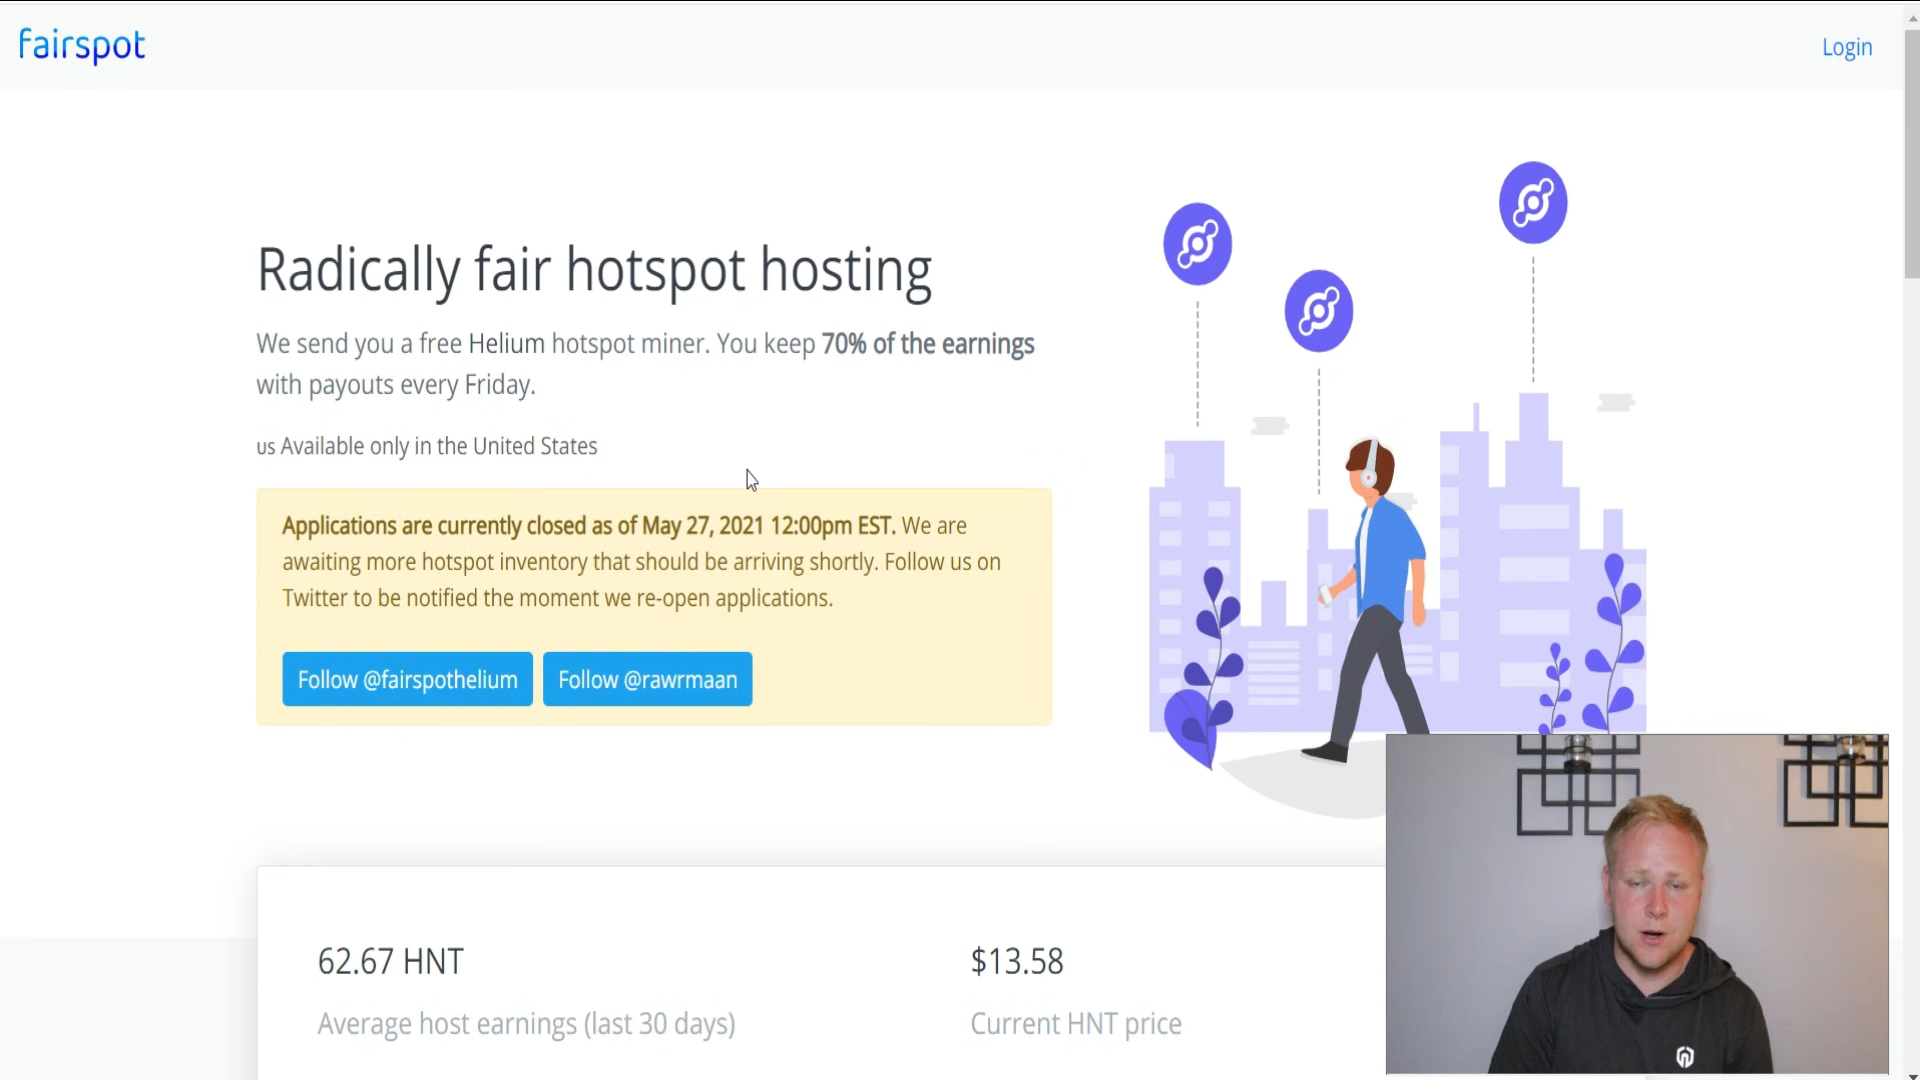 fairspot
Login
Radically fair hotspot hosting
We send you a free Helium hotspot miner. You keep 70% of the earnings
with payouts every Friday.
us Available only in the United States
Applications are currently closed as of May 27, 2021 12:00pm EST. We are
awaiting more hotspot inventory that should be arriving shortly. Follow us on
Twitter to be notified the moment we re-open applications.
Follow @fairspothelium
Follow @rawrmaan
62.67 HNT
$13.58
Average host earnings (last 30 days)
Current HNT price